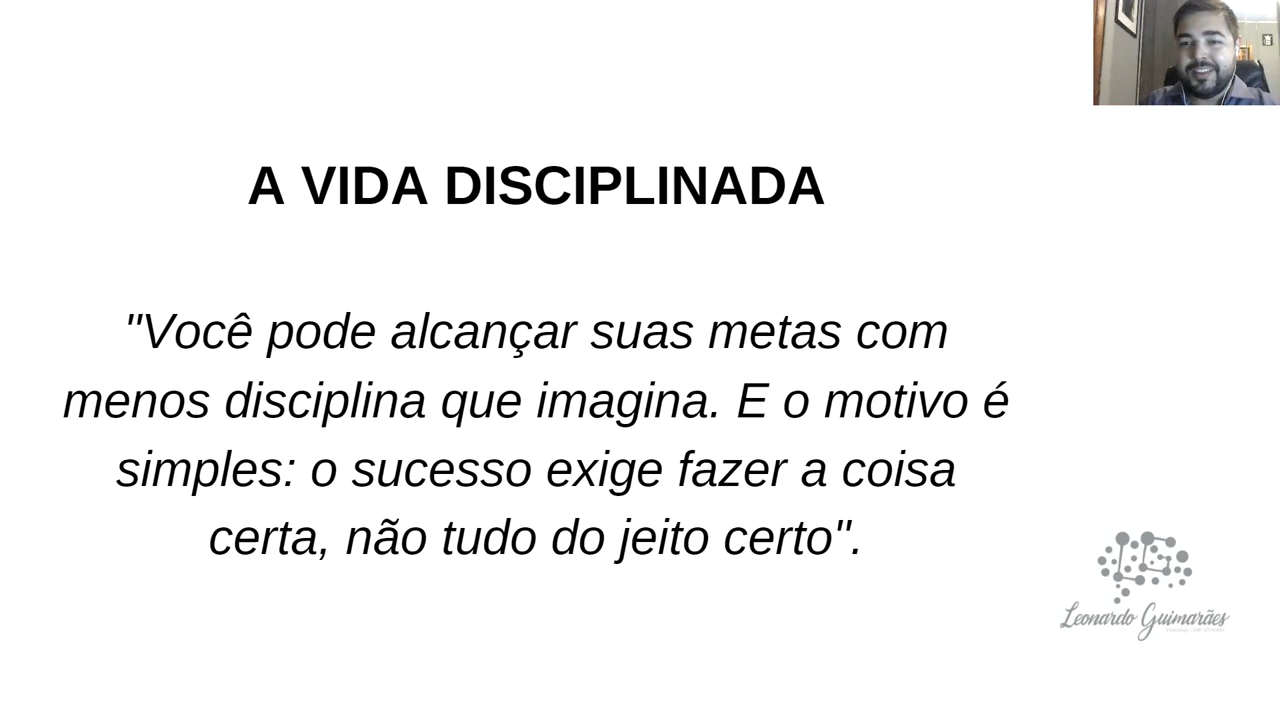 A VIDA DISCIPLINADA
"Você pode alcançar suas metas com
menos disciplina que imagina. E o motivo é
simples: o sucesso exige fazer a coisa
certa, não tudo do jeito certo".
Leonardo Guimarães